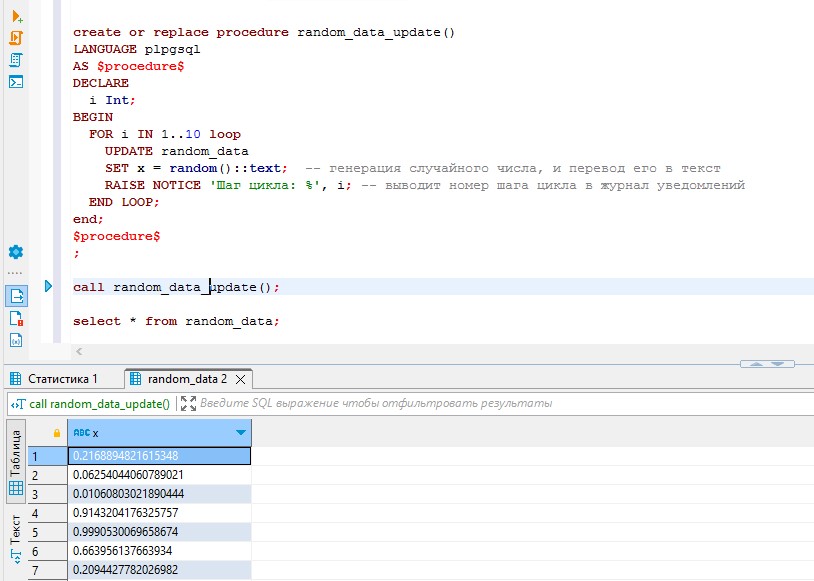 create or replace procedure random_data_update()
LANGUAGE plpgsql
AS $procedure$
DECLARE
i Int;
BEGIN
FOR i IN 1..10 loop
UPDATE random_data
SET x = random()::text; -- генерация случайного числа, и перевод его в текст
RAISE NOTICE 'Шаг цикла: %', i; -- выводит номер шага цикла в журнал уведомлений
END LOOP;
end;
$procedure$
;
call random_data_update();
select * from random_data;
Статистика 1
random_data 2
call random_data_update()
Введите SQL выражение чтобы отфильтровать результаты
Таблица
Текст
ABC x
1 0.2168894821615348
2 0.06254044060789021
3 0.01060803021890444
4 0.9143204176325757
5 0.9990530069658674
6 0.663956137663934
7 0.2094427782026982